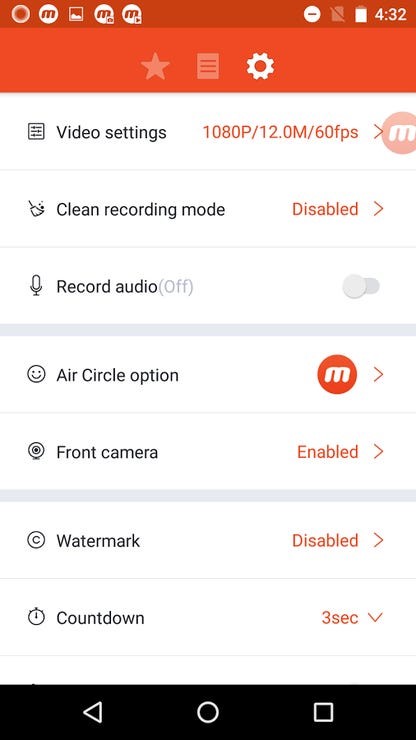 4:32
Video settings 1080P/12.0M/60fps
Clean recording mode Disabled
Record audio(Off)
Air Circle option
Front camera Enabled
Watermark Disabled
Countdown 3sec